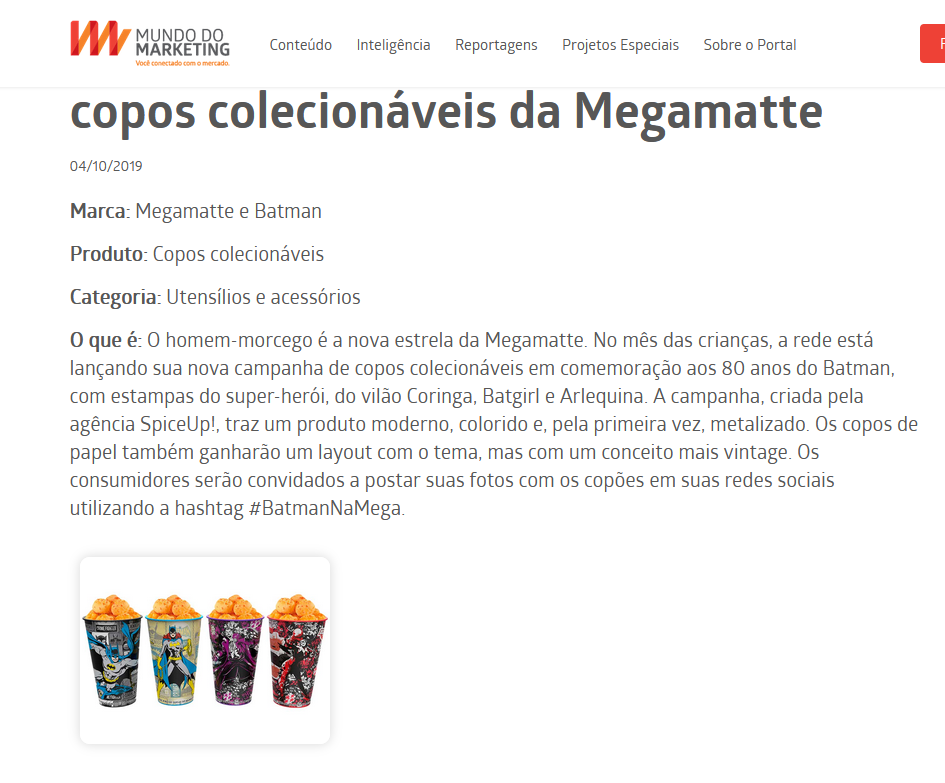 MUNDO DO
MARKETING
Você conectado com o mercado.
Conteúdo Inteligência Reportagens Projetos Especiais Sobre o Portal
copos colecionáveis da Megamatte
04/10/2019
Marca: Megamatte e Batman
Produto: Copos colecionáveis
Categoria: Utensílios e acessórios
O que é: O homem-morcego é a nova estrela da Megamatte. No mês das crianças, a rede está
lançando sua nova campanha de copos colecionáveis em comemoração aos 80 anos do Batman,
com estampas do super-herói, do vilão Coringa, Batgirl e Arlequina. A campanha, criada pela
agência SpiceUp!, traz um produto moderno, colorido e, pela primeira vez, metalizado. Os copos de
papel também ganharão um layout com o tema, mas com um conceito mais vintage. Os
consumidores serão convidados a postar suas fotos com os copões em suas redes sociais
utilizando a hashtag #BatmanNaMega.